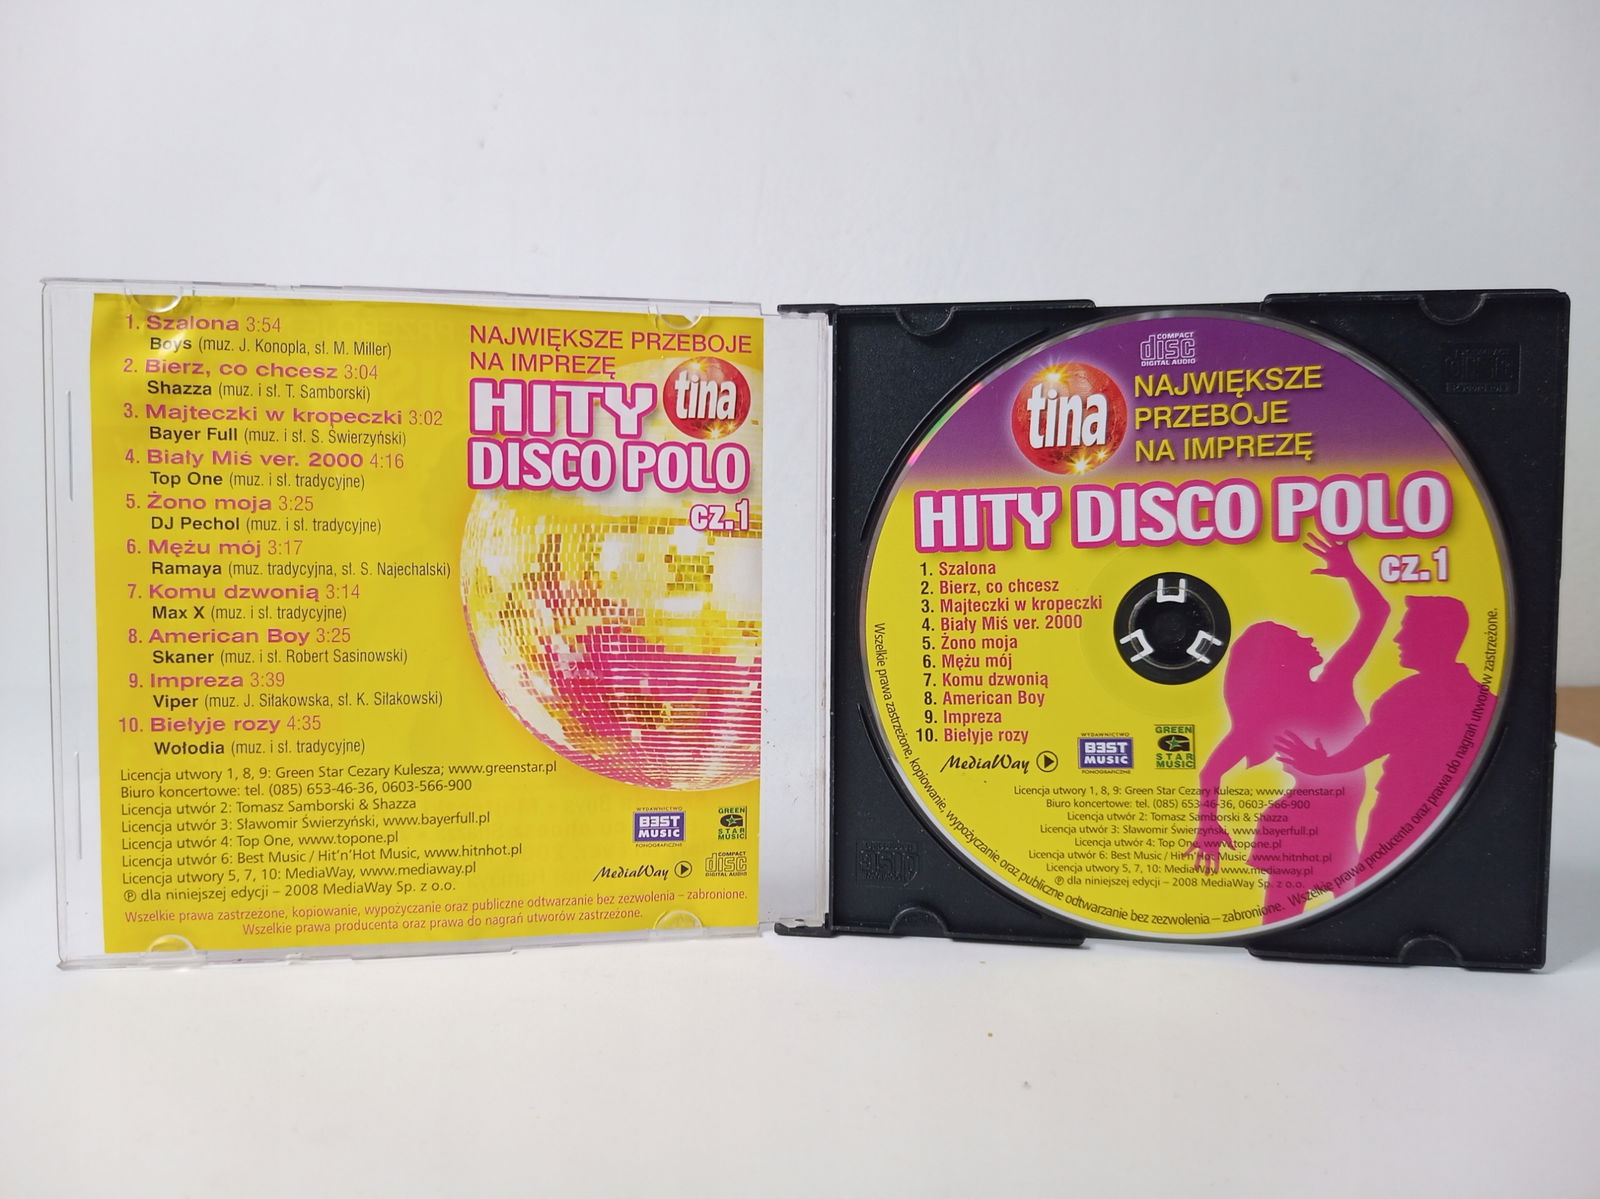 1. Szalona 3:54
Boys (muz. J. Konopla, sł. M. Miller)
2. Bierz, co chcesz 3:04
Shazza (muz. i sł. T. Samborski)
3. Majteczki w kropeczki 3:02
Bayer Full (muz. i sł. S. Świerzyński)
4. Biały Miś ver. 2000 4:16
Top One (muz. i sł. tradycyjne)
5. Żono moja 3:25
DJ Pechol (muz. i sł. tradycyjne)
6. Mężu mój 3:17
Ramaya (muz. tradycyjna, sł. S. Najechalski)
7. Komu dzwonią 3:14
Max X (muz. i sł. tradycyjne)
8. American Boy 3:25
Skaner (muz. i sł. Robert Sasinowski)
9. Impreza 3:39
Viper (muz. J. Siłakowska, sł. K. Siłakowski)
10. Biełyje rozy 4:35
Wołodia (muz. i sł. tradycyjne)
Licencja utwory 1, 8, 9: Green Star Cezary Kulesza; www.greenstar.pl
Biuro koncertowe: tel. (085) 653-46-36, 0603-566-900
Licencja utwór 2: Tomasz Samborski & Shazza
Licencja utwór 3: Sławomir Świerzyński, www.bayerfull.pl
Licencja utwór 4: Top One, www.topone.pl
Licencja utwór 6: Best Music / Hit'n'Hot Music, www.hitnhot.pl
Licencja utwory 5, 7, 10: MediaWay, www.mediaway.pl
℗ dla niniejszej edycji – 2008 MediaWay Sp. z o.o.
Wszelkie prawa zastrzeżone, kopiowanie, wypożyczanie oraz publiczne odtwarzanie bez zezwolenia – zabronione.
Wszelkie prawa producenta oraz prawa do nagrań utworów zastrzeżone.
NAJWIĘKSZE PRZEBOJE
NA IMPREZĘ
tina
HITY
DISCO POLO
cz.1
WYDAWNICTWO
BEST
MUSIC
FONOGRAFICZNE
GREEN
STAR
MUSIC
MediaWay
COMPACT
disc
DIGITAL AUDIO
COMPACT
disc
DIGITAL AUDIO
tina
NAJWIĘKSZE
PRZEBOJE
NA IMPREZĘ
HITY DISCO POLO
cz.1
1. Szalona
2. Bierz, co chcesz
3. Majteczki w kropeczki
4. Biały Miś ver. 2000
5. Żono moja
6. Mężu mój
7. Komu dzwonią
8. American Boy
9. Impreza
10. Biełyje rozy
MediaWay
WYDAWNICTWO
BEST
MUSIC
FONOGRAFICZNE
GREEN
STAR
MUSIC
Licencja utwory 1, 8, 9: Green Star Cezary Kulesza; www.greenstar.pl
Biuro koncertowe: tel. (085) 653-46-36, 0603-566-900
Licencja utwór 2: Tomasz Samborski & Shazza
Licencja utwór 3: Sławomir Świerzyński, www.bayerfull.pl
Licencja utwór 4: Top One, www.topone.pl
Licencja utwór 6: Best Music / Hit'n'Hot Music, www.hitnhot.pl
Licencja utwory 5, 7, 10: MediaWay, www.mediaway.pl
℗ dla niniejszej edycji – 2008 MediaWay Sp. z o.o.
Wszelkie prawa zastrzeżone, kopiowanie, wypożyczanie oraz publiczne odtwarzanie bez zezwolenia – zabronione. Wszelkie prawa producenta oraz prawa do nagrań utworów zastrzeżone.